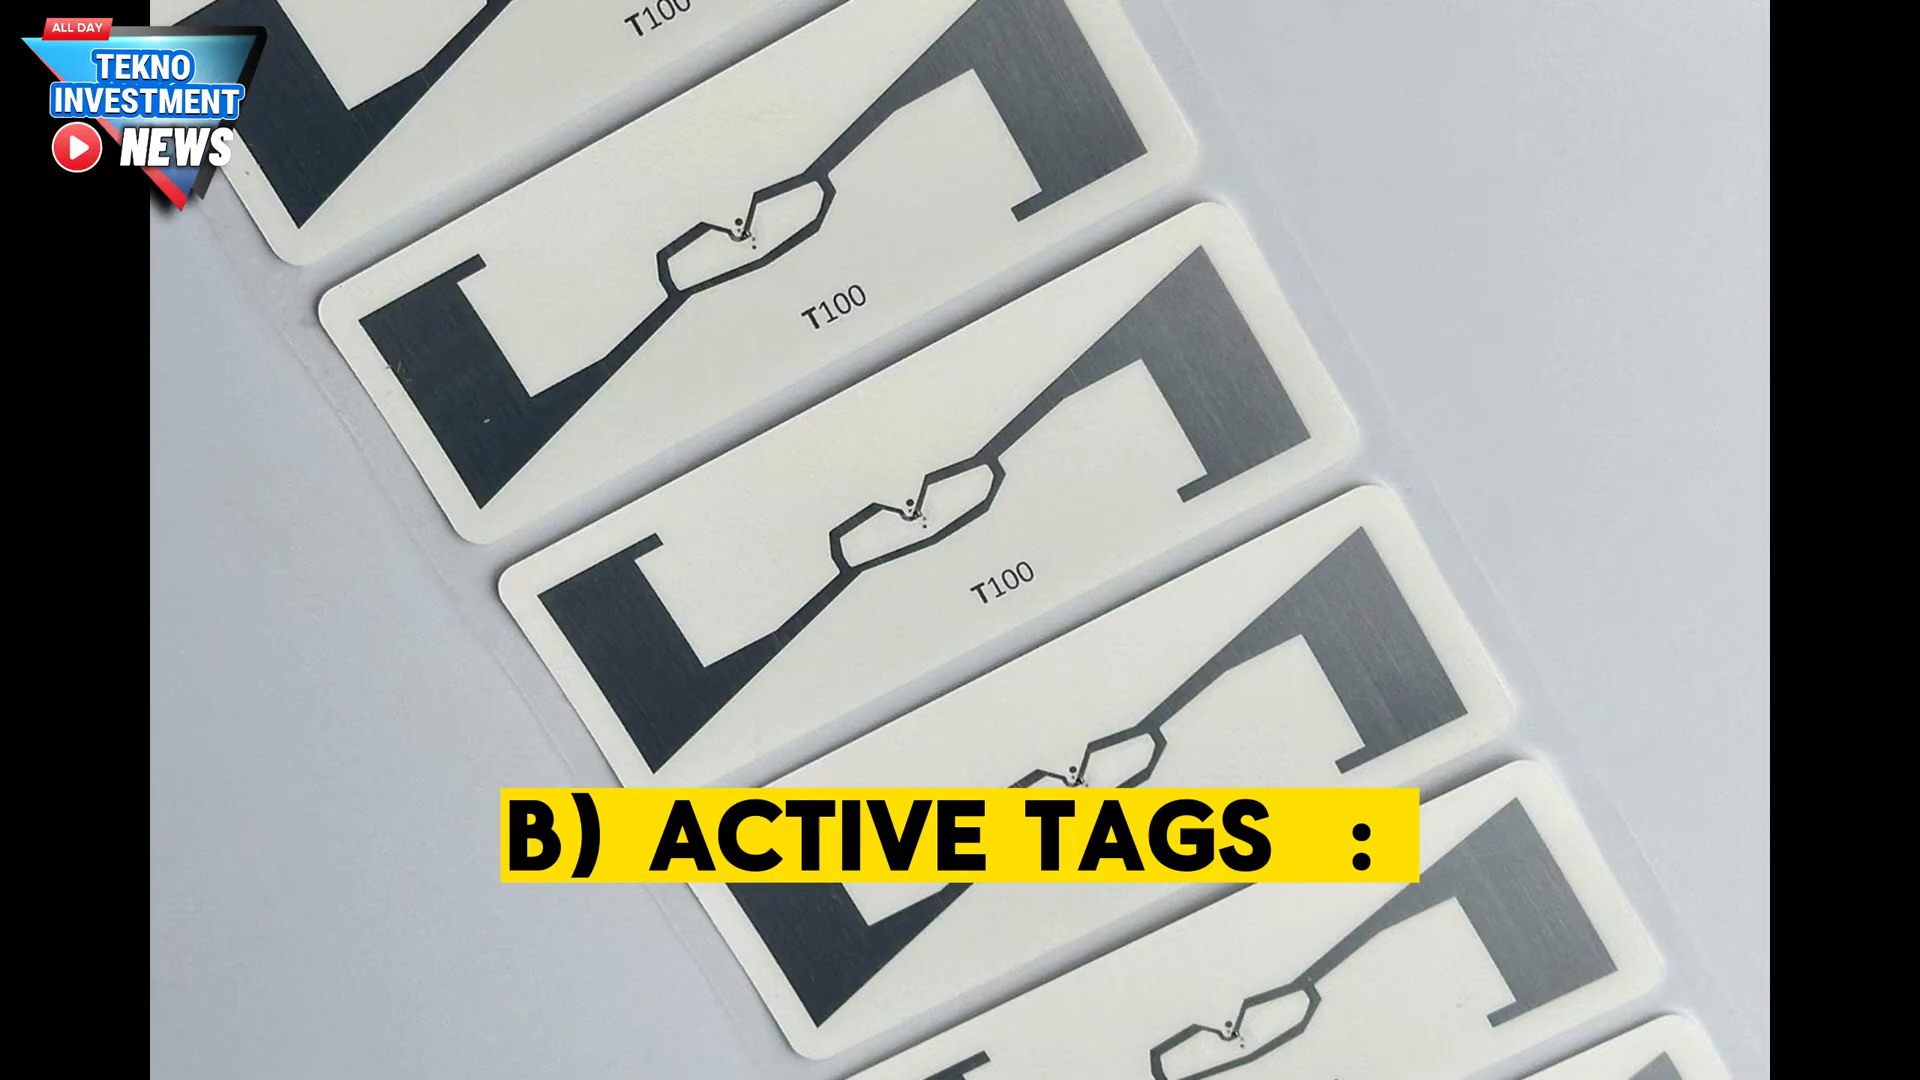 ALL DAY
TEKNO
INVESTMENT
NEWS
T100
T100
T100
B) ACTIVE TAGS :